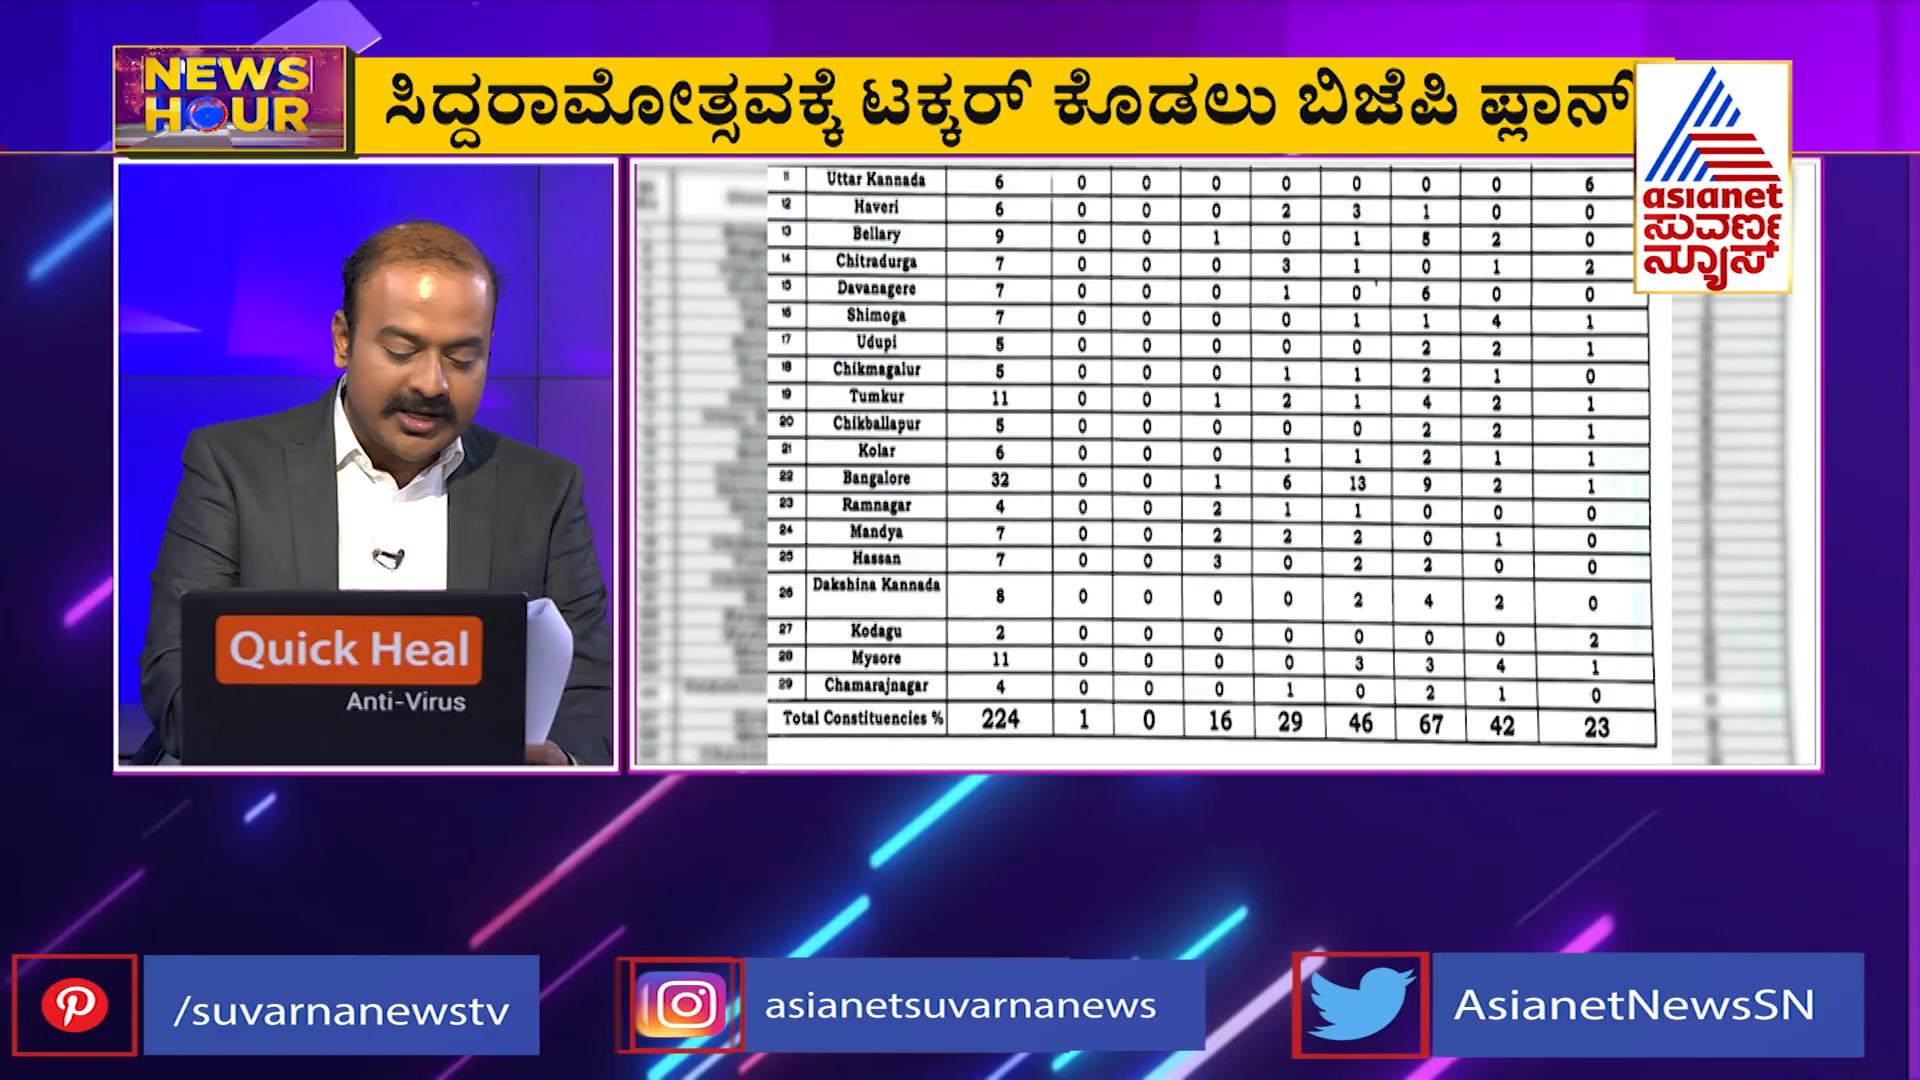 NEWS
HOUR
ಸಿದ್ದರಾಮೋತ್ಸವಕ್ಕೆ ಟಕ್ಕರ್ ಕೊಡಲು ಬಿಜೆಪಿ ಪ್ಲಾನ್
asianet
ಸುವರ್ಣ
ನ್ಯೂಸ್
11 Uttar Kannada 6 0 0 0 0 0 0 0 6
12 Haveri 6 0 0 0 2 3 1 0 0
13 Bellary 9 0 0 1 0 1 5 2 0
14 Chitradurga 7 0 0 0 3 1 0 1 2
15 Davanagere 7 0 0 0 1 0 6 0 0
16 Shimoga 7 0 0 0 0 1 1 4 1
17 Udupi 5 0 0 0 0 0 2 2 1
18 Chikmagalur 5 0 0 0 1 1 2 1 0
19 Tumkur 11 0 0 1 2 1 4 2 1
20 Chikballapur 5 0 0 0 0 0 2 2 1
21 Kolar 6 0 0 0 1 1 2 1 1
22 Bangalore 32 0 0 1 6 13 9 2 1
23 Ramnagar 4 0 0 2 1 1 0 0 0
24 Mandya 7 0 0 2 2 2 0 1 0
25 Hassan 7 0 0 3 0 2 2 0 0
26 Dakshina Kannada 8 0 0 0 0 2 4 2 0
27 Kodagu 2 0 0 0 0 0 0 0 2
28 Mysore 11 0 0 0 0 3 3 4 1
29 Chamarajnagar 4 0 0 0 1 0 2 1 0
Total Constituencies % 224 1 0 16 29 46 67 42 23
Quick Heal
Anti-Virus
/suvarnanewstv
asianetsuvarnanews
AsianetNewsSN